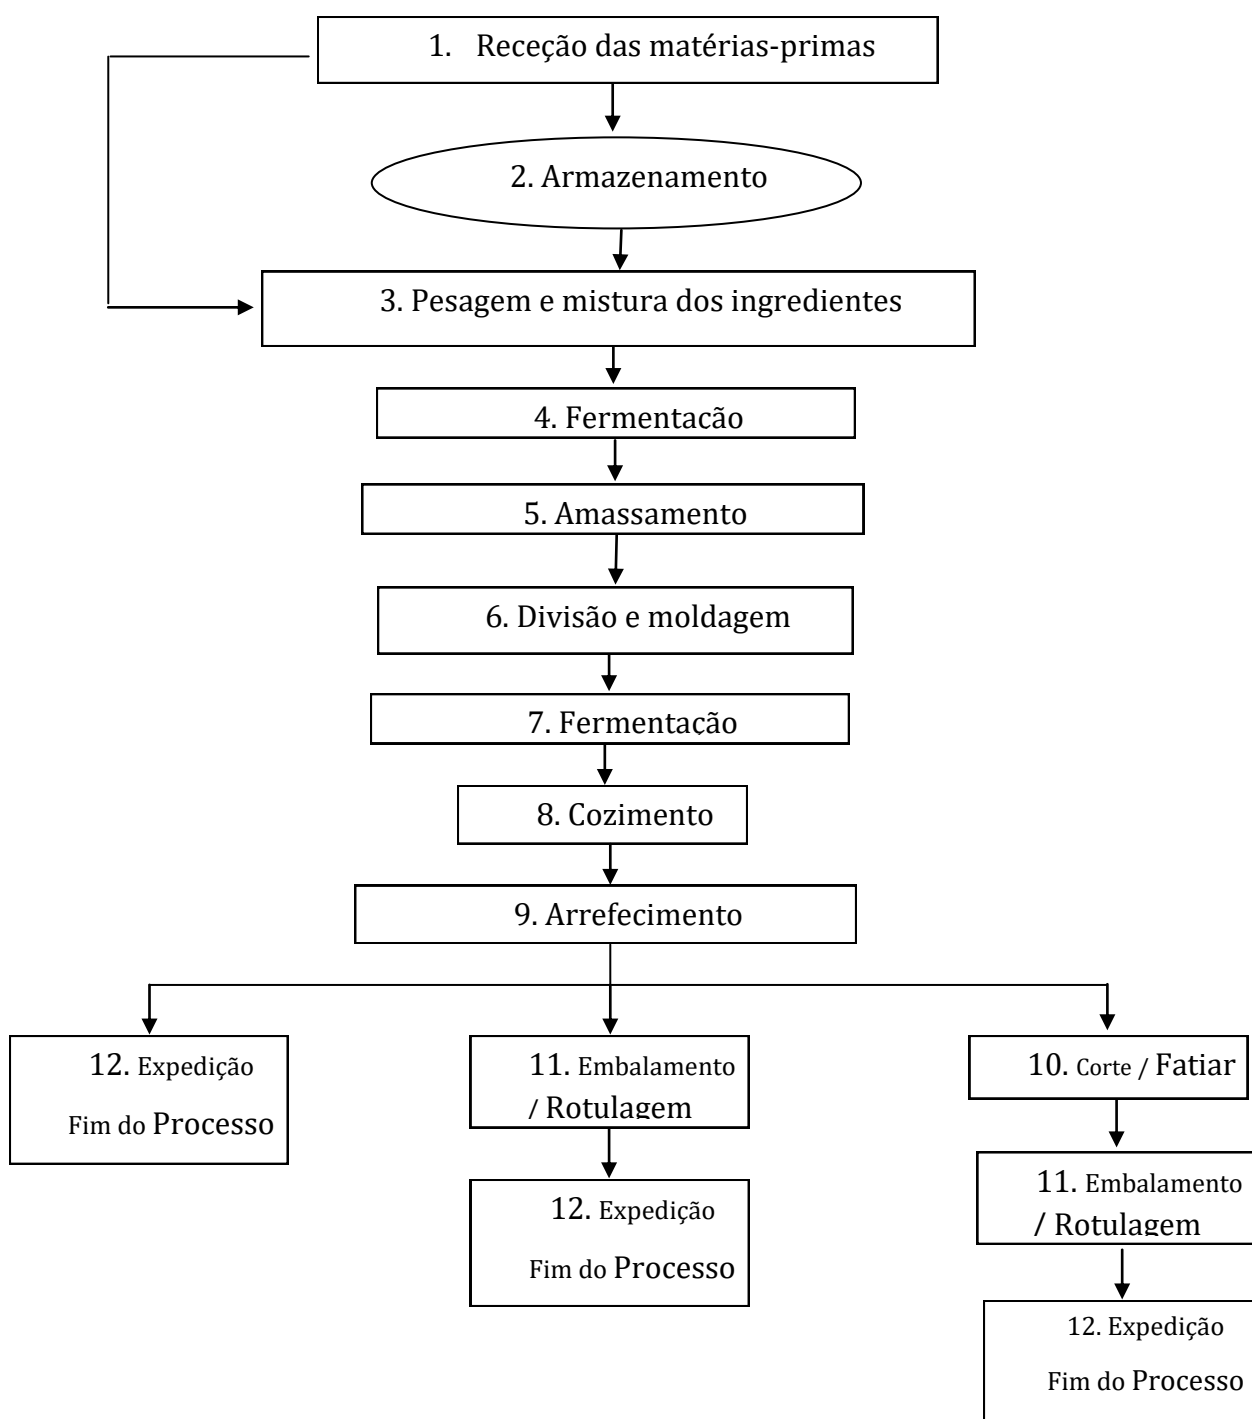 1. Receção das matérias-primas
2. Armazenamento
3. Pesagem e mistura dos ingredientes
4. Fermentação
5. Amassamento
6. Divisão e moldagem
7. Fermentação
8. Cozimento
9. Arrefecimento
12. Expedição
Fim do Processo
11. Embalamento
/ Rotulagem
12. Expedição
Fim do Processo
10. Corte / Fatiar
11. Embalamento
/ Rotulagem
12. Expedição
Fim do Processo